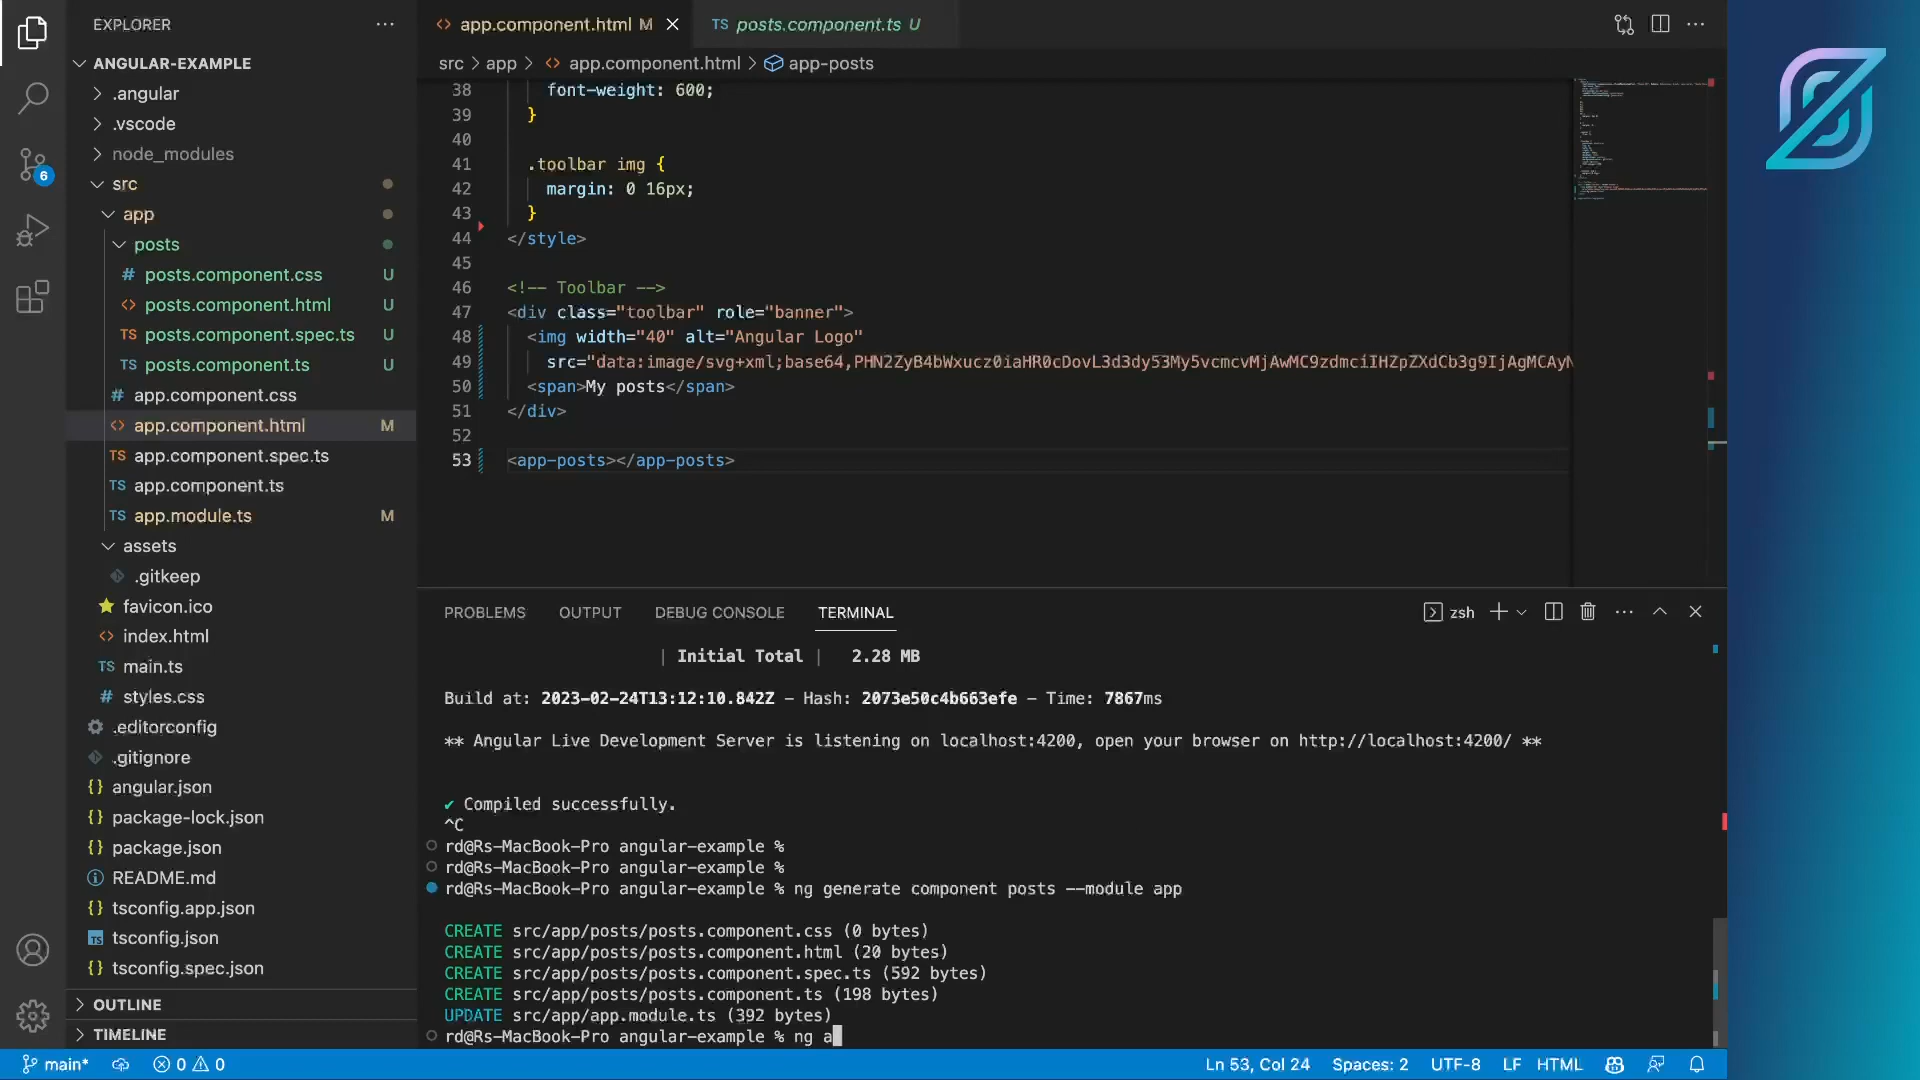 EXPLORER
ANGULAR-EXAMPLE
.angular
.vscode
node_modules
src
app
posts
# posts.component.css U
<> posts.component.html U
TS posts.component.spec.ts U
TS posts.component.ts U
# app.component.css
<> app.component.html M
TS app.component.spec.ts
TS app.component.ts
TS app.module.ts M
assets
.gitkeep
favicon.ico
<> index.html
TS main.ts
# styles.css
.editorconfig
.gitignore
{} angular.json
{} package-lock.json
{} package.json
README.md
{} tsconfig.app.json
TS tsconfig.json
{} tsconfig.spec.json
OUTLINE
TIMELINE
6
<> app.component.html M
TS posts.component.ts U
src > app > <> app.component.html > app-posts
38 font-weight: 600;
39 }
40
41 .toolbar img {
42 margin: 0 16px;
43 }
44 </style>
45
46 <!-- Toolbar -->
47 <div class="toolbar" role="banner">
48 <img width="40" alt="Angular Logo"
49 src="data:image/svg+xml;base64,PHN2ZyB4bWxucz0iaHR0cDovL3d3dy53My5vcmcvMjAwMC9zdmciIHZpZXdCb3g9IjAgMCAyN
50 <span>My posts</span>
51 </div>
52
53 <app-posts></app-posts>
PROBLEMS OUTPUT DEBUG CONSOLE TERMINAL
zsh
| Initial Total | 2.28 MB
Build at: 2023-02-24T13:12:10.842Z - Hash: 2073e50c4b663efe - Time: 7867ms
** Angular Live Development Server is listening on localhost:4200, open your browser on http://localhost:4200/ **
✔ Compiled successfully.
^C
rd@Rs-MacBook-Pro angular-example %
rd@Rs-MacBook-Pro angular-example %
rd@Rs-MacBook-Pro angular-example % ng generate component posts --module app
CREATE src/app/posts/posts.component.css (0 bytes)
CREATE src/app/posts/posts.component.html (20 bytes)
CREATE src/app/posts/posts.component.spec.ts (592 bytes)
CREATE src/app/posts/posts.component.ts (198 bytes)
UPDATE src/app/app.module.ts (392 bytes)
rd@Rs-MacBook-Pro angular-example % ng a
main* 0 0 Ln 53, Col 24 Spaces: 2 UTF-8 LF HTML